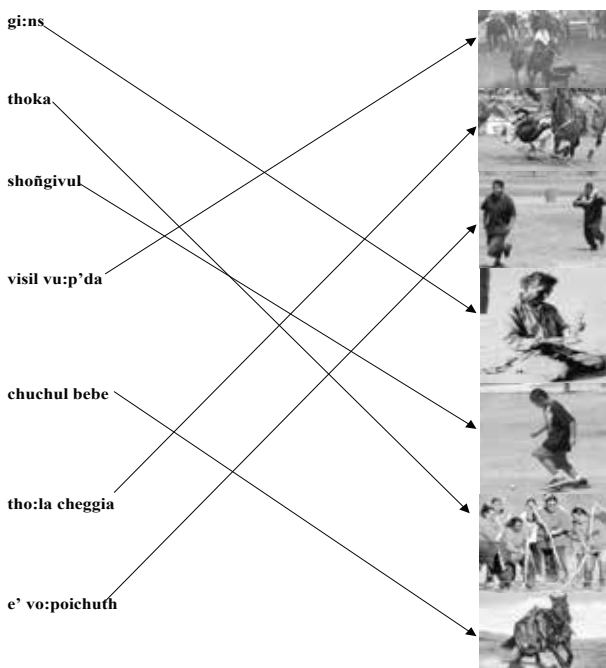 gi:ns
thoka
shoñgivul
visil vu:p’da
chuchul bebe
tho:la cheggia
e’ vo:poichuth